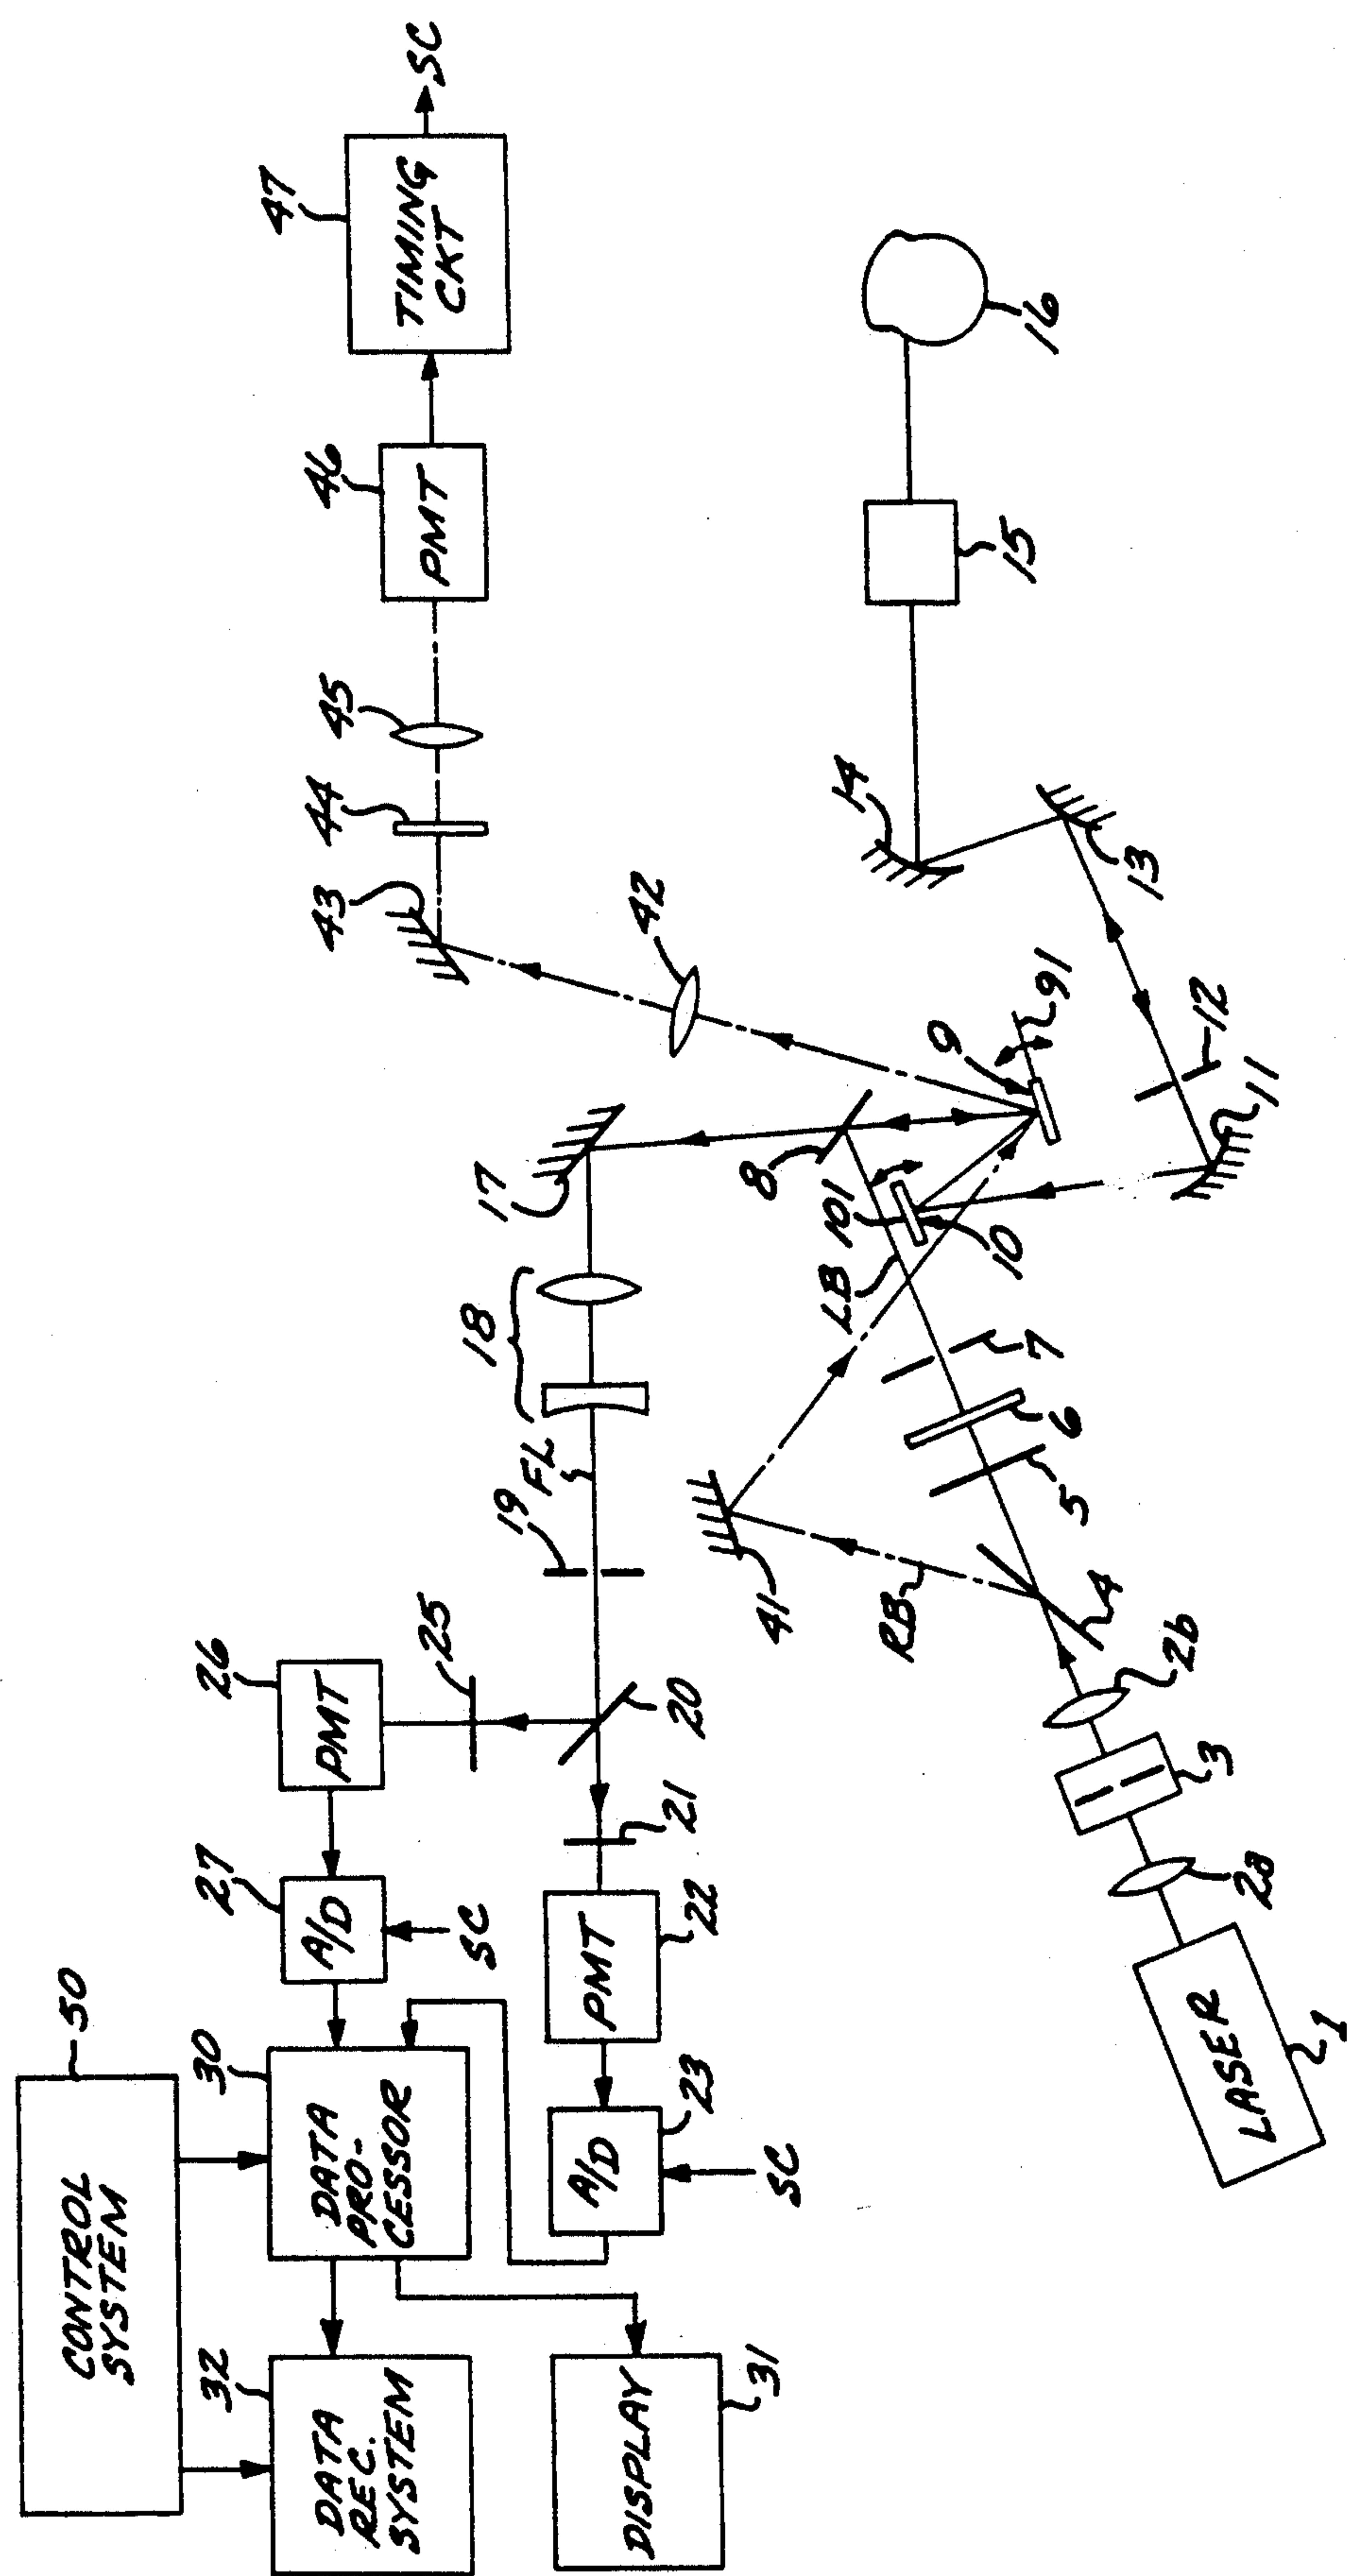 50
CONTROL
SYSTEM
32
DATA
REC.
SYSTEM
30
DATA
PRO-
CESSOR
27
A/D
SC
26
PMT
25
DISPLAY
31
A/D
23
SC
PMT
22
21
20
19
FL
18
17
43
44
45
46
PMT
47
TIMING
CKT
SC
42
41
RB
LASER
1
2a
3
2b
4
5
6
7
LB
101
10
8
9
91
11
12
13
14
15
16